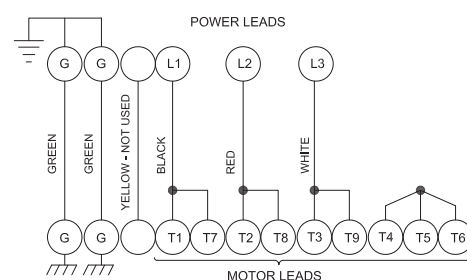 POWER LEADS
G G L1 L2 L3
GREEN
GREEN
YELLOW - NOT USED
BLACK
RED
WHITE
G G T1 T7 T2 T8 T3 T9 T4 T5 T6
MOTOR LEADS